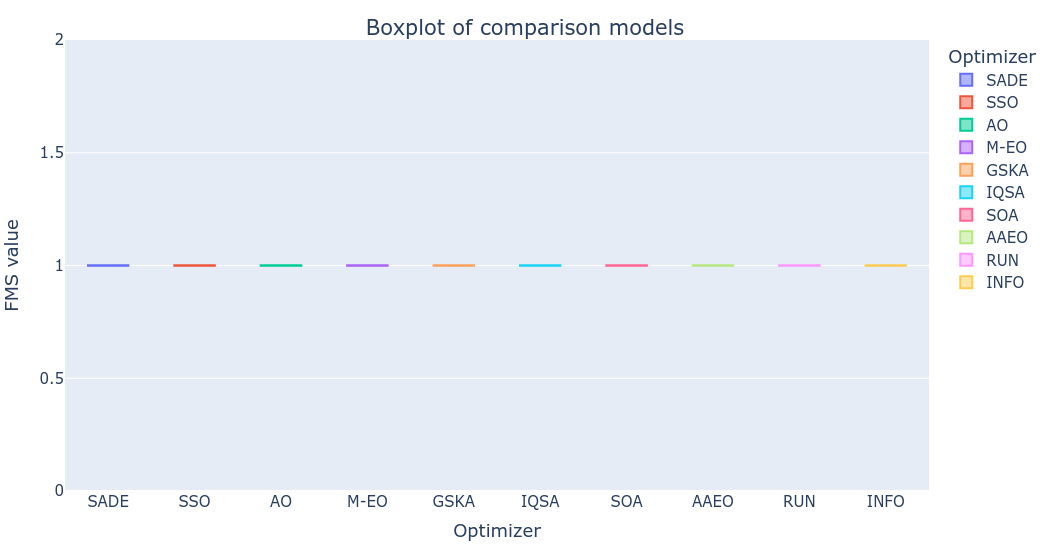 Boxplot of comparison models
FMS value
2
1.5
1
0.5
0
SADE SSO AO M-EO GSKA IQSA SOA AAEO RUN INFO
Optimizer
Optimizer
SADE
SSO
AO
M-EO
GSKA
IQSA
SOA
AAEO
RUN
INFO